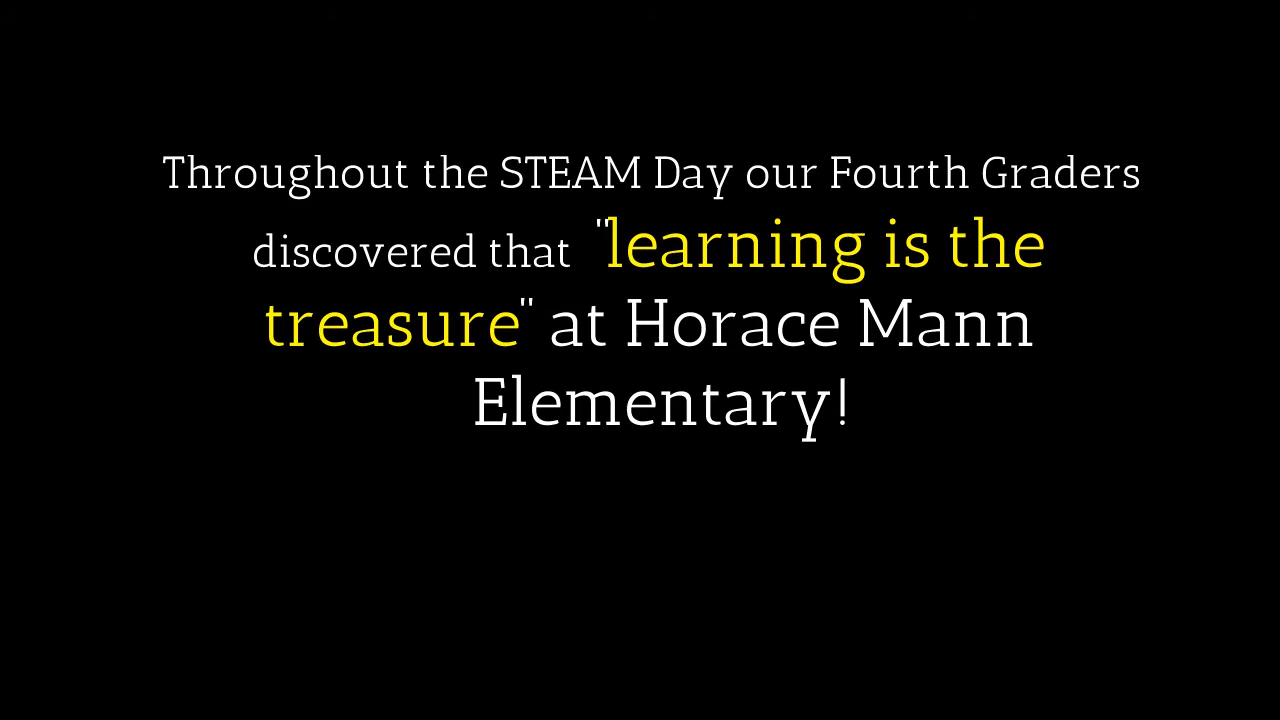 Throughout the STEAM Day our Fourth Graders
discovered that "learning is the
treasure" at Horace Mann
Elementary!